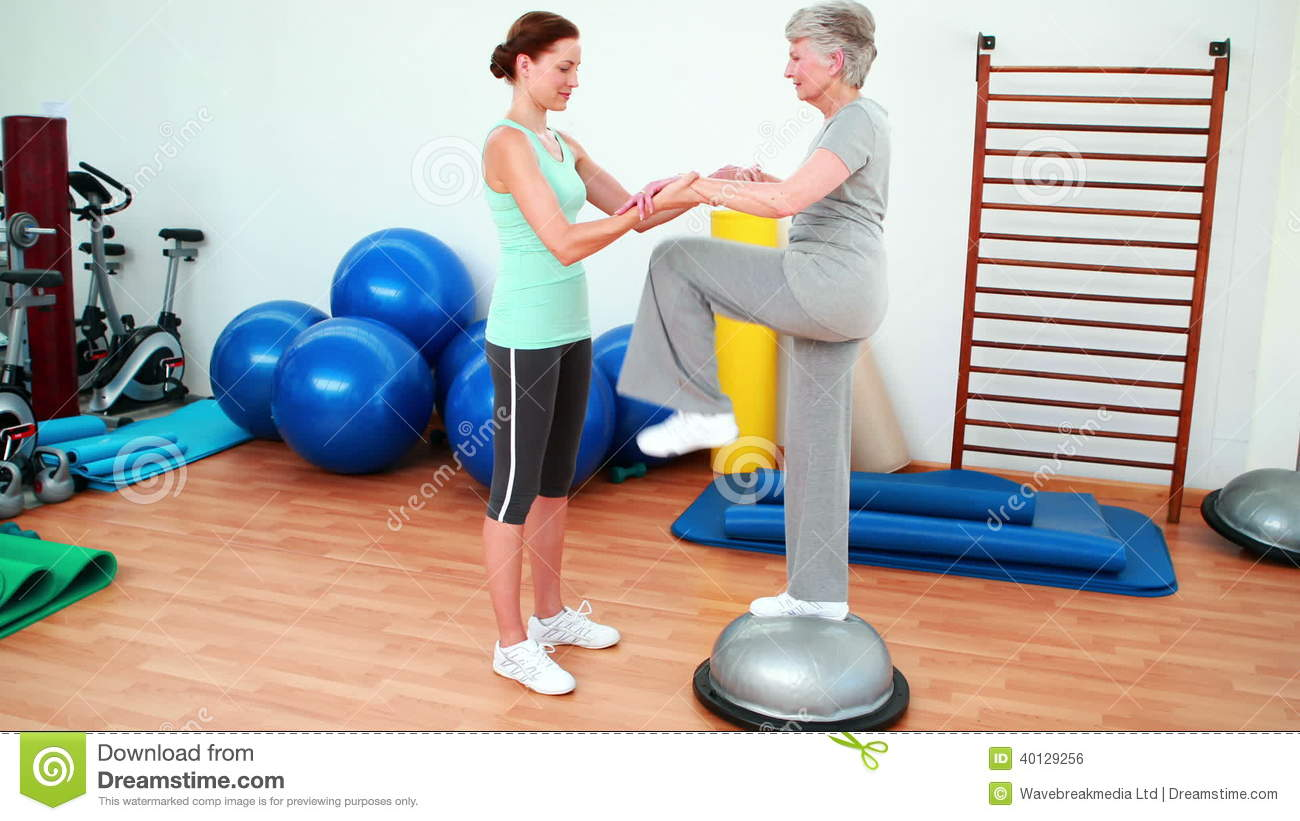 dreamstime
Download from
Dreamstime.com
This watermarked comp image is for previewing purposes only.
ID 40129256
© Wavebreakmedia Ltd | Dreamstime.com